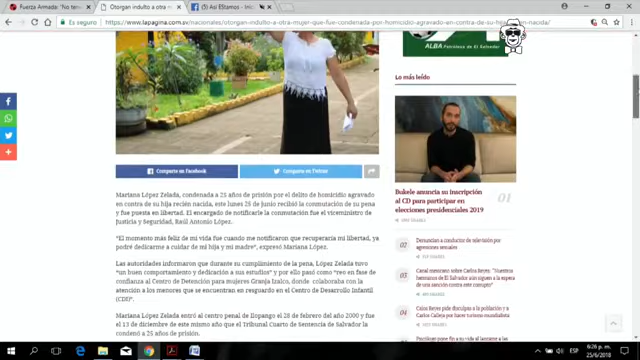 Fuerza Armada: "No ten
Otorgan indulto a otra m
(2) Así EStamos - Ini
Es seguro
https://www.lapagina.com.sv/nacionales/otorgan-indulto-a-otra-mujer-que-fue-condenada-por-homicidio-agravado-en-contra-de-su-he
n-nacida/
ALBA Petróleos de El Salvador
Comparte en Facebook
Comparte en Twitter
Mariana López Zelada, condenada a 25 años de prisión por el delito de homicidio agravado
en contra de su hija recién nacida, este lunes 25 de junio recibió la conmutación de su pena
y fue puesta en libertad. El encargado de notificarle la conmutación fue el viceministro de
Justicia y Seguridad, Raúl Antonio López.
"El momento más feliz de mi vida fue cuando me notificaron que recuperaría mi libertad, ya
podré dedicarme a cuidar de mi hija y mi madre", expresó Mariana López.
Las autoridades informaron que durante su cumplimiento de la pena, López Zelada tuvo
"un buen comportamiento y dedicación a sus estudios" y por ello pasó como "reo en fase de
confianza al Centro de Detención para mujeres Granja Izalco, donde colaboraba con la
atención a los menores que se encuentran en resguardo en el Centro de Desarrollo Infantil
(CDI)".
Mariana López Zelada entró al centro penal de Ilopango el 28 de febrero del año 2000 y fue
el 13 de diciembre de este mismo año que el Tribunal Cuarto de Sentencia de Salvador la
condenó a 25 años de prisión.
Lo más leído
Bukele anuncia su inscripción
al CD para participar en
elecciones presidenciales 2019
01
02
Denuncian a conductor de televisión por
agresiones sexuales
03
Canal mexicano sobre Carlos Reyes: "Nuestros
hermanos de El Salvador aún siguen a la espera
de una sanción contra este corrupto"
04
Caleu Reyes pide disculpas a la población y a
Carlos Calleja por hacer turismo mundialista
ESP
6:26 p. m.
25/6/2018